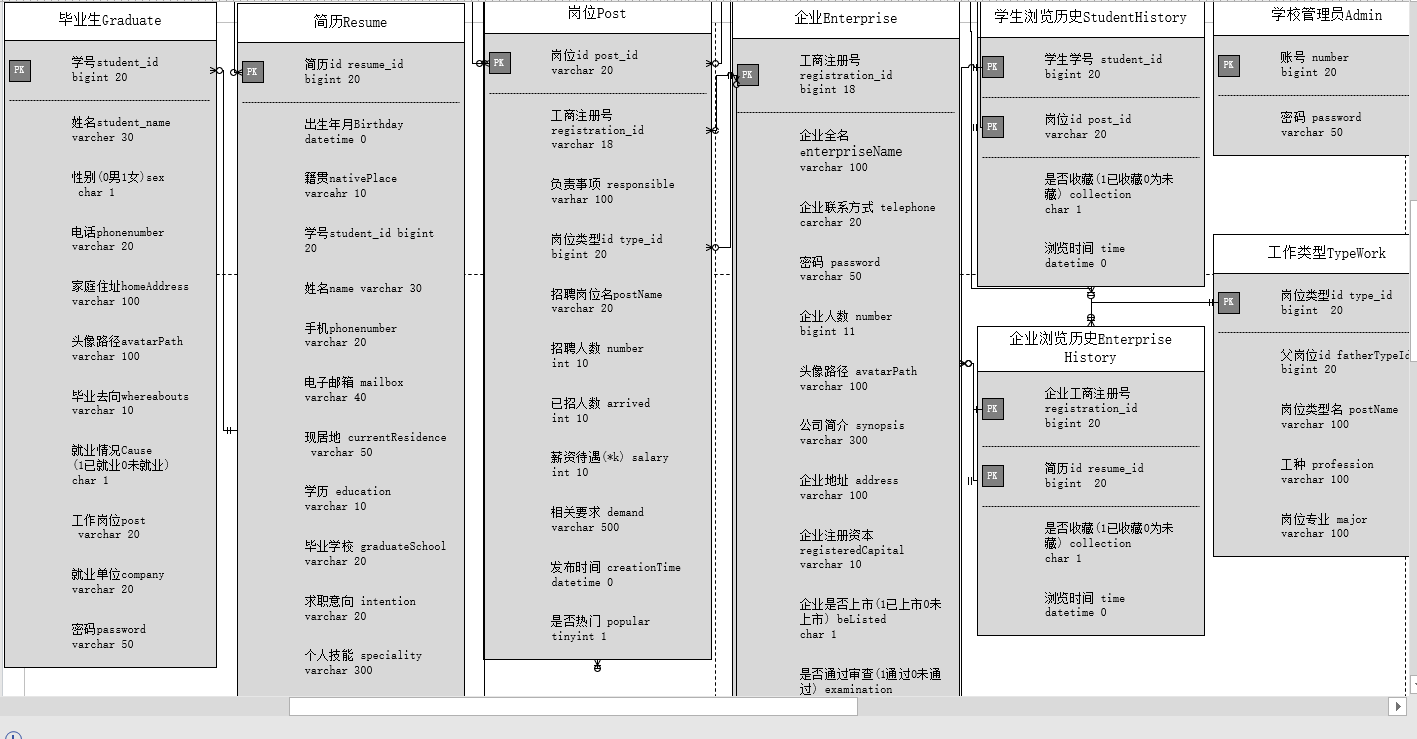 毕业生Graduate
PK
学号student_id
bigint 20
姓名student_name
varcher 30
性别(0男1女)sex
char 1
电话phonenumber
varchar 20
家庭住址homeAddress
varchar 100
头像路径avatarPath
varchar 100
毕业去向whereabouts
varchar 10
就业情况Cause
(1已就业0未就业)
char 1
工作岗位post
varchar 20
就业单位company
varchar 20
密码password
varchar 50
简历Resume
PK
简历id resume_id
bigint 20
出生年月Birthday
datetime 0
籍贯nativePlace
varcahr 10
学号student_id bigint
20
姓名name varchar 30
手机phonenumber
varchar 20
电子邮箱 mailbox
varchar 40
现居地 currentResidence
varchar 50
学历 education
varchar 10
毕业学校 graduateSchool
varchar 20
求职意向 intention
varchar 20
个人技能 speciality
varchar 300
岗位Post
PK
岗位id post_id
varchar 20
工商注册号
registration_id
varchar 18
负责事项 responsible
varhar 100
岗位类型id type_id
bigint 20
招聘岗位名postName
varchar 20
招聘人数 number
int 10
已招人数 arrived
int 10
薪资待遇(*k) salary
int 10
相关要求 demand
varchar 500
发布时间 creationTime
datetime 0
是否热门 popular
tinyint 1
企业Enterprise
PK
工商注册号
registration_id
bigint 18
企业全名
enterpriseName
varchar 100
企业联系方式 telephone
carchar 20
密码 password
varchar 50
企业人数 number
bigint 11
头像路径 avatarPath
varchar 100
公司简介 synopsis
varchar 300
企业地址 address
varchar 100
企业注册资本
registeredCapital
varchar 10
企业是否上市(1已上市0未
上市) beListed
char 1
是否通过审查(1通过0未通
过) examination
学生浏览历史StudentHistory
PK
学生学号 student_id
bigint 20
PK
岗位id post_id
varchar 20
是否收藏(1已收藏0为未
藏) collection
char 1
浏览时间 time
datetime 0
企业浏览历史Enterprise
History
PK
企业工商注册号
registration_id
bigint 20
PK
简历id resume_id
bigint 20
是否收藏(1已收藏0为未
藏) collection
char 1
浏览时间 time
datetime 0
学校管理员Admin
PK
账号 number
bigint 20
密码 password
varchar 50
工作类型TypeWork
PK
岗位类型id type_id
bigint 20
父岗位id fatherTypeId
bigint 20
岗位类型名 postName
varchar 100
工种 profession
varchar 100
岗位专业 major
varchar 100